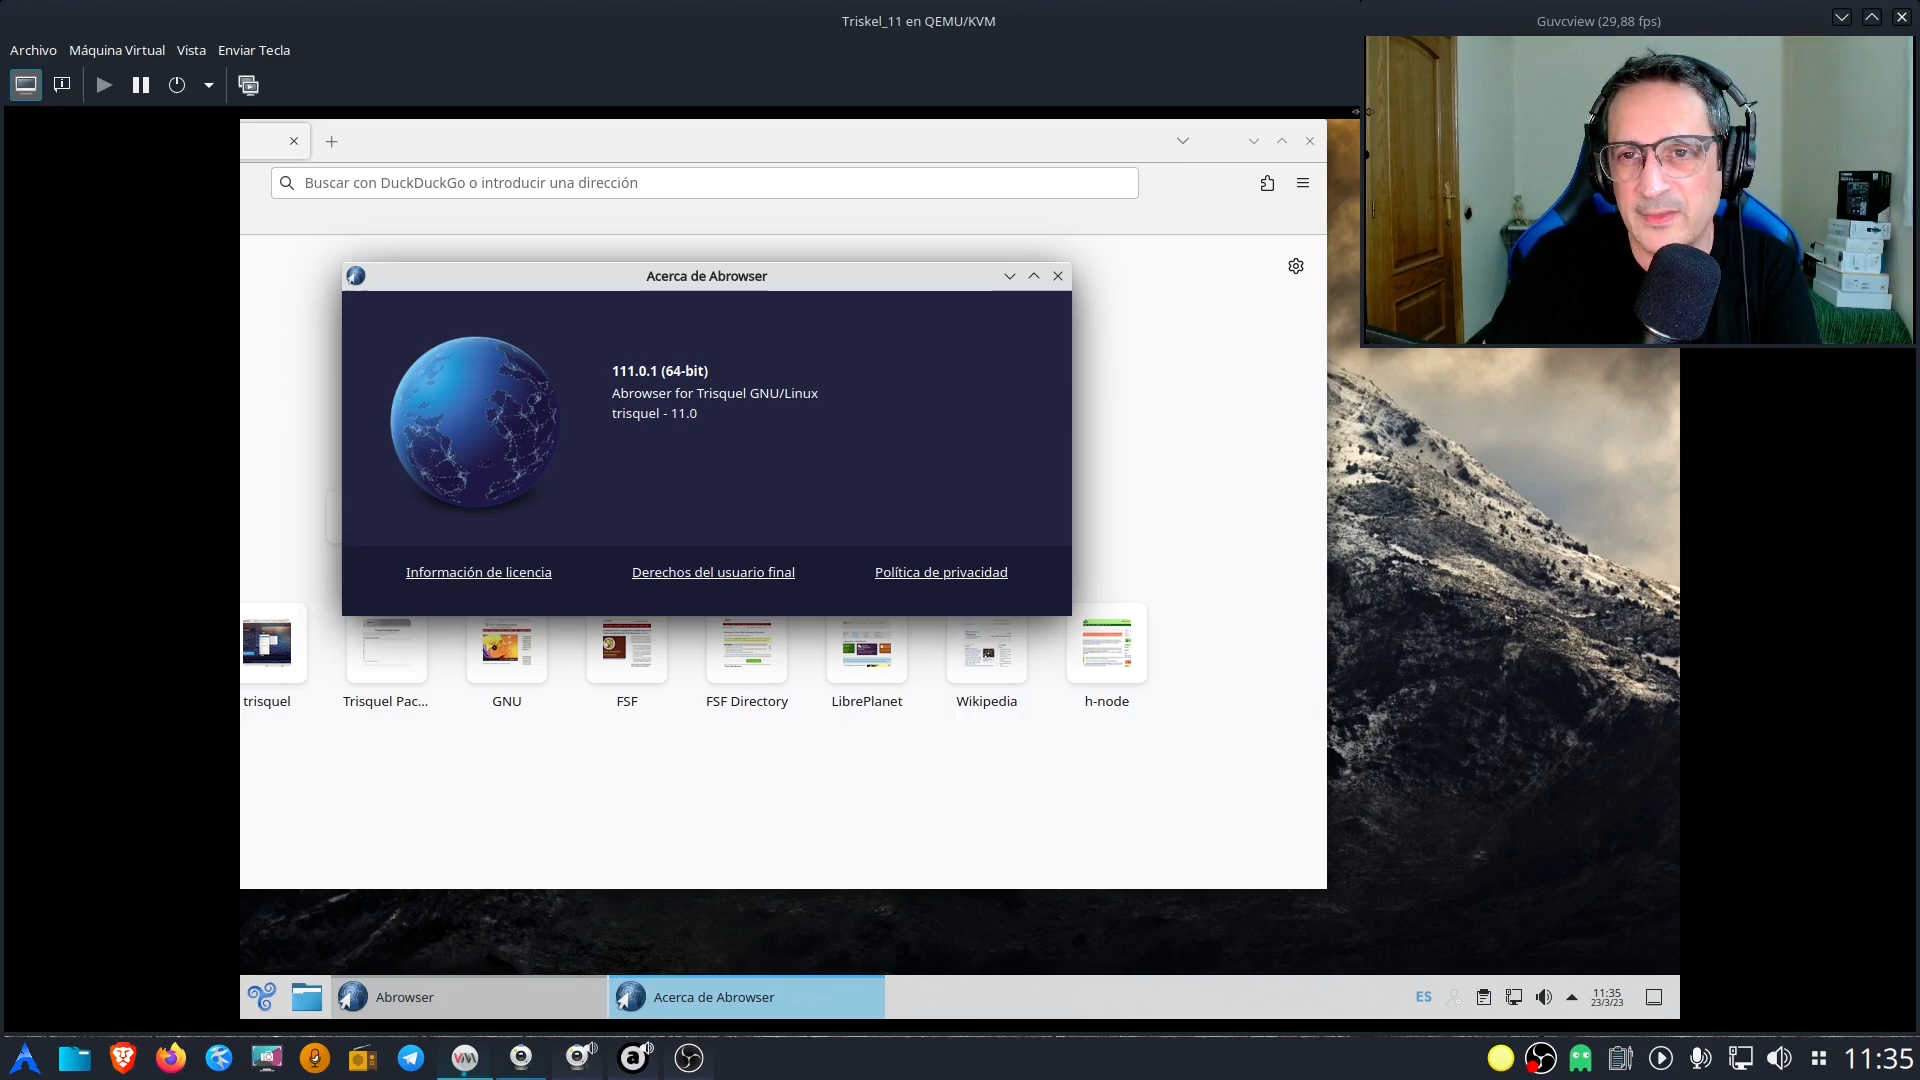 Triskel_11 en QEMU/KVM
Guvcview (29,88 fps)
Archivo Máquina Virtual Vista Enviar Tecla
Buscar con DuckDuckGo o introducir una dirección
Acerca de Abrowser
111.0.1 (64-bit)
Abrowser for Trisquel GNU/Linux
trisquel - 11.0
Información de licencia Derechos del usuario final Política de privacidad
trisquel Trisquel Pac... GNU FSF FSF Directory LibrePlanet Wikipedia h-node
Abrowser Acerca de Abrowser ES 11:35
23/3/23
11:35